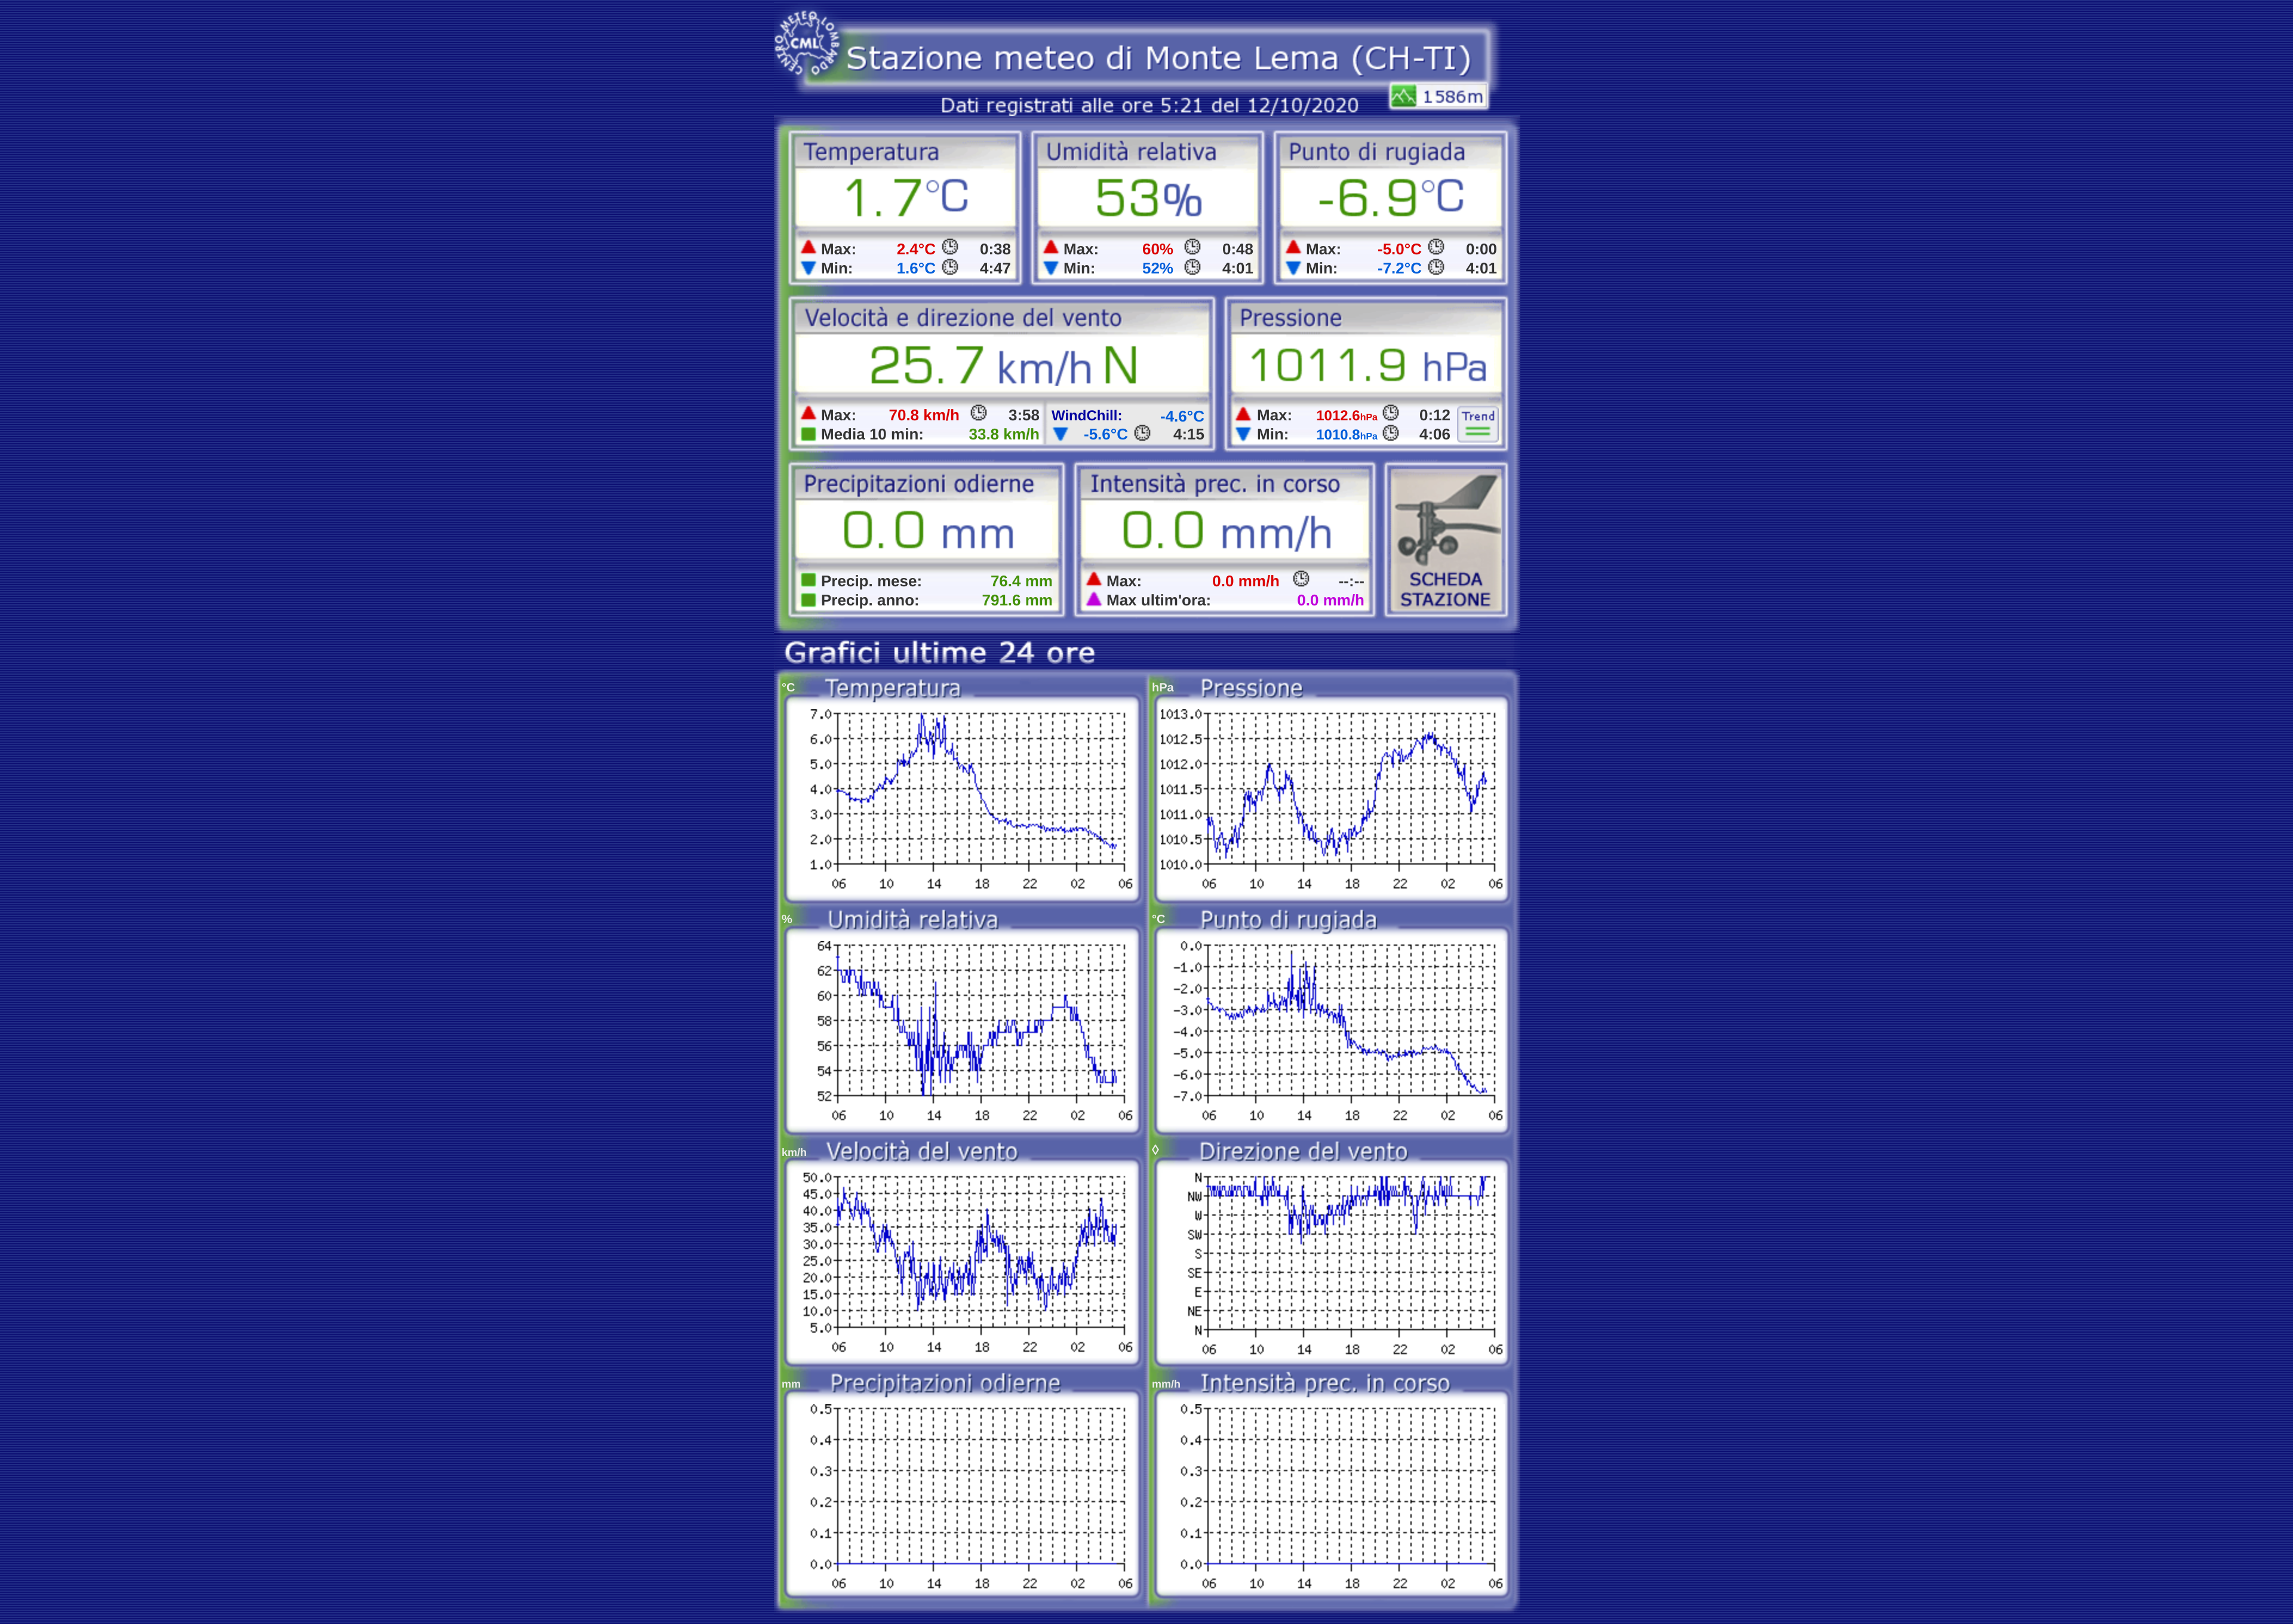 CENTRO METEO LOMBARDO
CML
Stazione meteo di Monte Lema (CH-TI)
1586m
Dati registrati alle ore 5:21 del 12/10/2020
Temperatura
1.7°C
Max: 2.4°C 0:38
Min: 1.6°C 4:47
Umidità relativa
53%
Max: 60% 0:48
Min: 52% 4:01
Punto di rugiada
-6.9°C
Max: -5.0°C 0:00
Min: -7.2°C 4:01
Velocità e direzione del vento
25.7 km/h N
Max: 70.8 km/h 3:58
Media 10 min: 33.8 km/h
WindChill: -4.6°C
-5.6°C 4:15
Pressione
1011.9 hPa
Max: 1012.6hPa 0:12
Min: 1010.8hPa 4:06
Trend
Precipitazioni odierne
0.0 mm
Precip. mese: 76.4 mm
Precip. anno: 791.6 mm
Intensità prec. in corso
0.0 mm/h
Max: 0.0 mm/h --:--
Max ultim'ora: 0.0 mm/h
SCHEDA
STAZIONE
Grafici ultime 24 ore
°C Temperatura
7.0
6.0
5.0
4.0
3.0
2.0
1.0
06 10 14 18 22 02 06
hPa Pressione
1013.0
1012.5
1012.0
1011.5
1011.0
1010.5
1010.0
06 10 14 18 22 02 06
% Umidità relativa
64
62
60
58
56
54
52
06 10 14 18 22 02 06
°C Punto di rugiada
0.0
-1.0
-2.0
-3.0
-4.0
-5.0
-6.0
-7.0
06 10 14 18 22 02 06
km/h Velocità del vento
50.0
45.0
40.0
35.0
30.0
25.0
20.0
15.0
10.0
5.0
06 10 14 18 22 02 06
◊ Direzione del vento
N
NW
W
SW
S
SE
E
NE
N
06 10 14 18 22 02 06
mm Precipitazioni odierne
0.5
0.4
0.3
0.2
0.1
0.0
06 10 14 18 22 02 06
mm/h Intensità prec. in corso
0.5
0.4
0.3
0.2
0.1
0.0
06 10 14 18 22 02 06